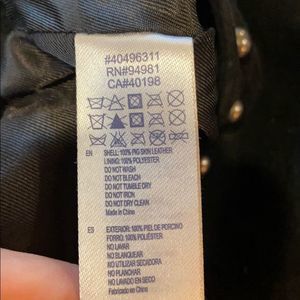 #40496311
RN#94981
CA#40198
EN SHELL: 100% PIG SKIN LEATHER
LINING: 100% POLYESTER
DO NOT WASH
DO NOT BLEACH
DO NOT TUMBLE DRY
DO NOT IRON
DO NOT DRY CLEAN
Made in China
ES EXTERIOR: 100% PIEL DE PORCINO
FORRO: 100% POLIÉSTER
NO LAVAR
NO BLANQUEAR
NO UTILIZAR SECADORA
NO PLANCHAR
NO LAVADO EN SECO
Fabricado en China